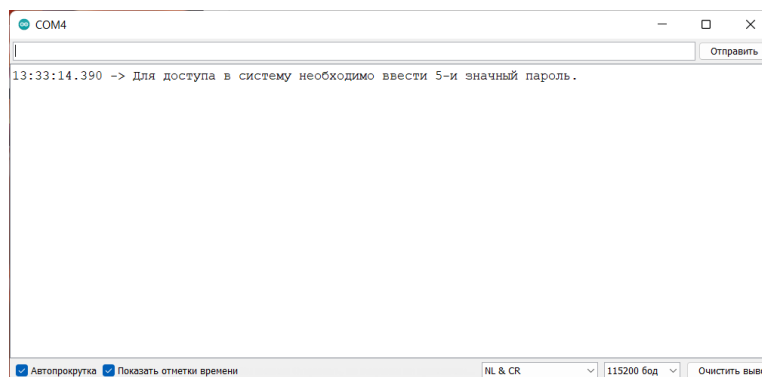 COM4
Отправить
13:33:14.390 -> Для доступа в систему необходимо ввести 5-и значный пароль.
Автопрокрутка Показать отметки времени NL & CR 115200 бод Очистить выво